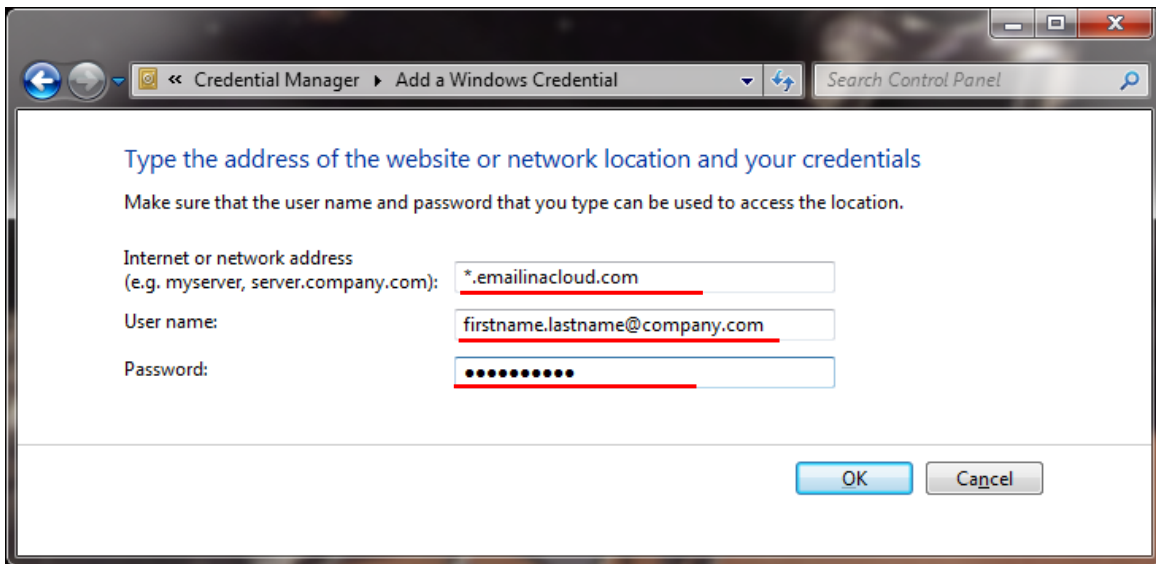 « Credential Manager ▸ Add a Windows Credential Search Control Panel
Type the address of the website or network location and your credentials
Make sure that the user name and password that you type can be used to access the location.
Internet or network address
(e.g. myserver, server.company.com): *.emailinacloud.com
User name: firstname.lastname@company.com
Password: ●●●●●●●●●●
OK Cancel